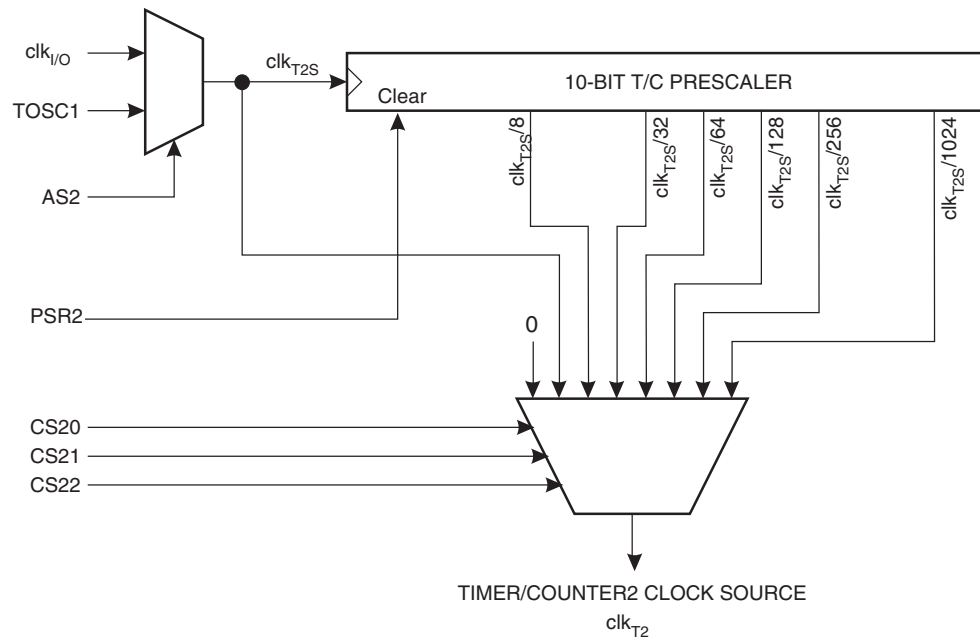 clkI/O
clkT2S
10-BIT T/C PRESCALER
TOSC1
Clear
clkT2S/8
clkT2S/32
clkT2S/64
clkT2S/128
clkT2S/256
clkT2S/1024
AS2
PSR2
0
CS20
CS21
CS22
TIMER/COUNTER2 CLOCK SOURCE
clkT2